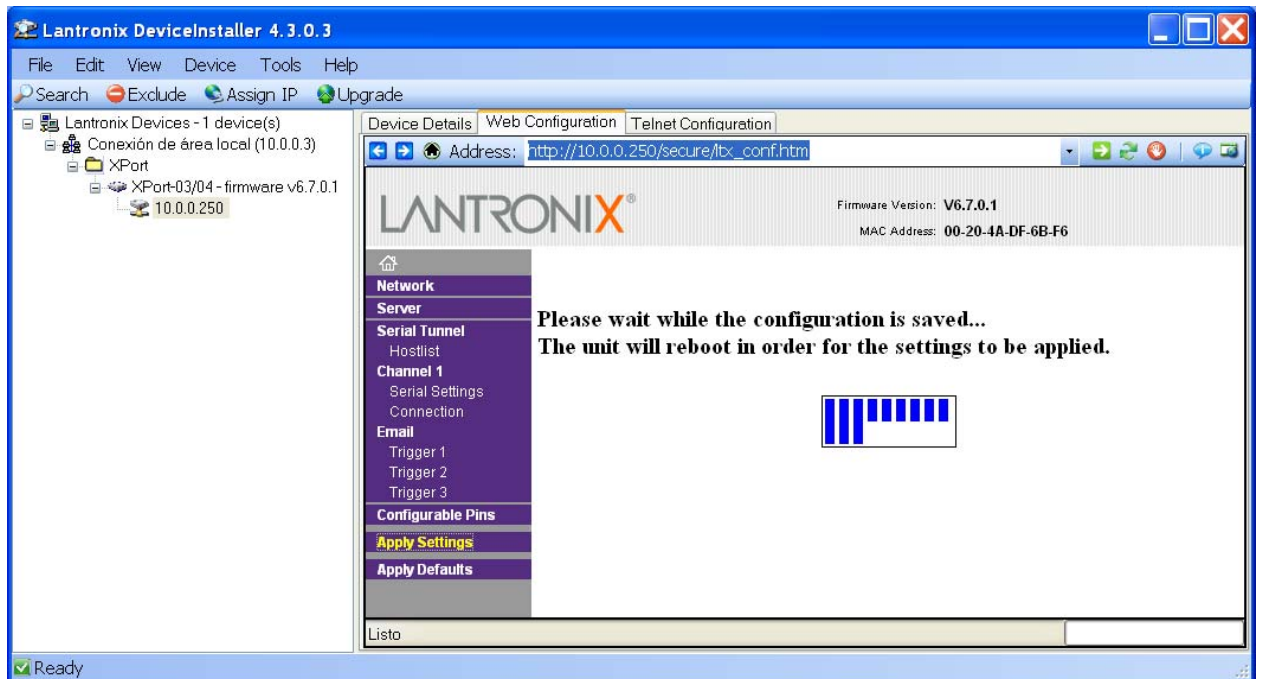 Lantronix DeviceInstaller 4.3.0.3
File Edit View Device Tools Help
Search Exclude Assign IP Upgrade
Lantronix Devices - 1 device(s)
Conexión de área local (10.0.0.3)
XPort
XPort-03/04 - firmware v6.7.0.1
10.0.0.250
Device Details Web Configuration Telnet Configuration
Address: http://10.0.0.250/secure/ltx_conf.htm
LANTRONIX®
Firmware Version: V6.7.0.1
MAC Address: 00-20-4A-DF-6B-F6
Network
Server
Serial Tunnel
Hostlist
Channel 1
Serial Settings
Connection
Email
Trigger 1
Trigger 2
Trigger 3
Configurable Pins
Apply Settings
Apply Defaults
Please wait while the configuration is saved...
The unit will reboot in order for the settings to be applied.
Listo
Ready